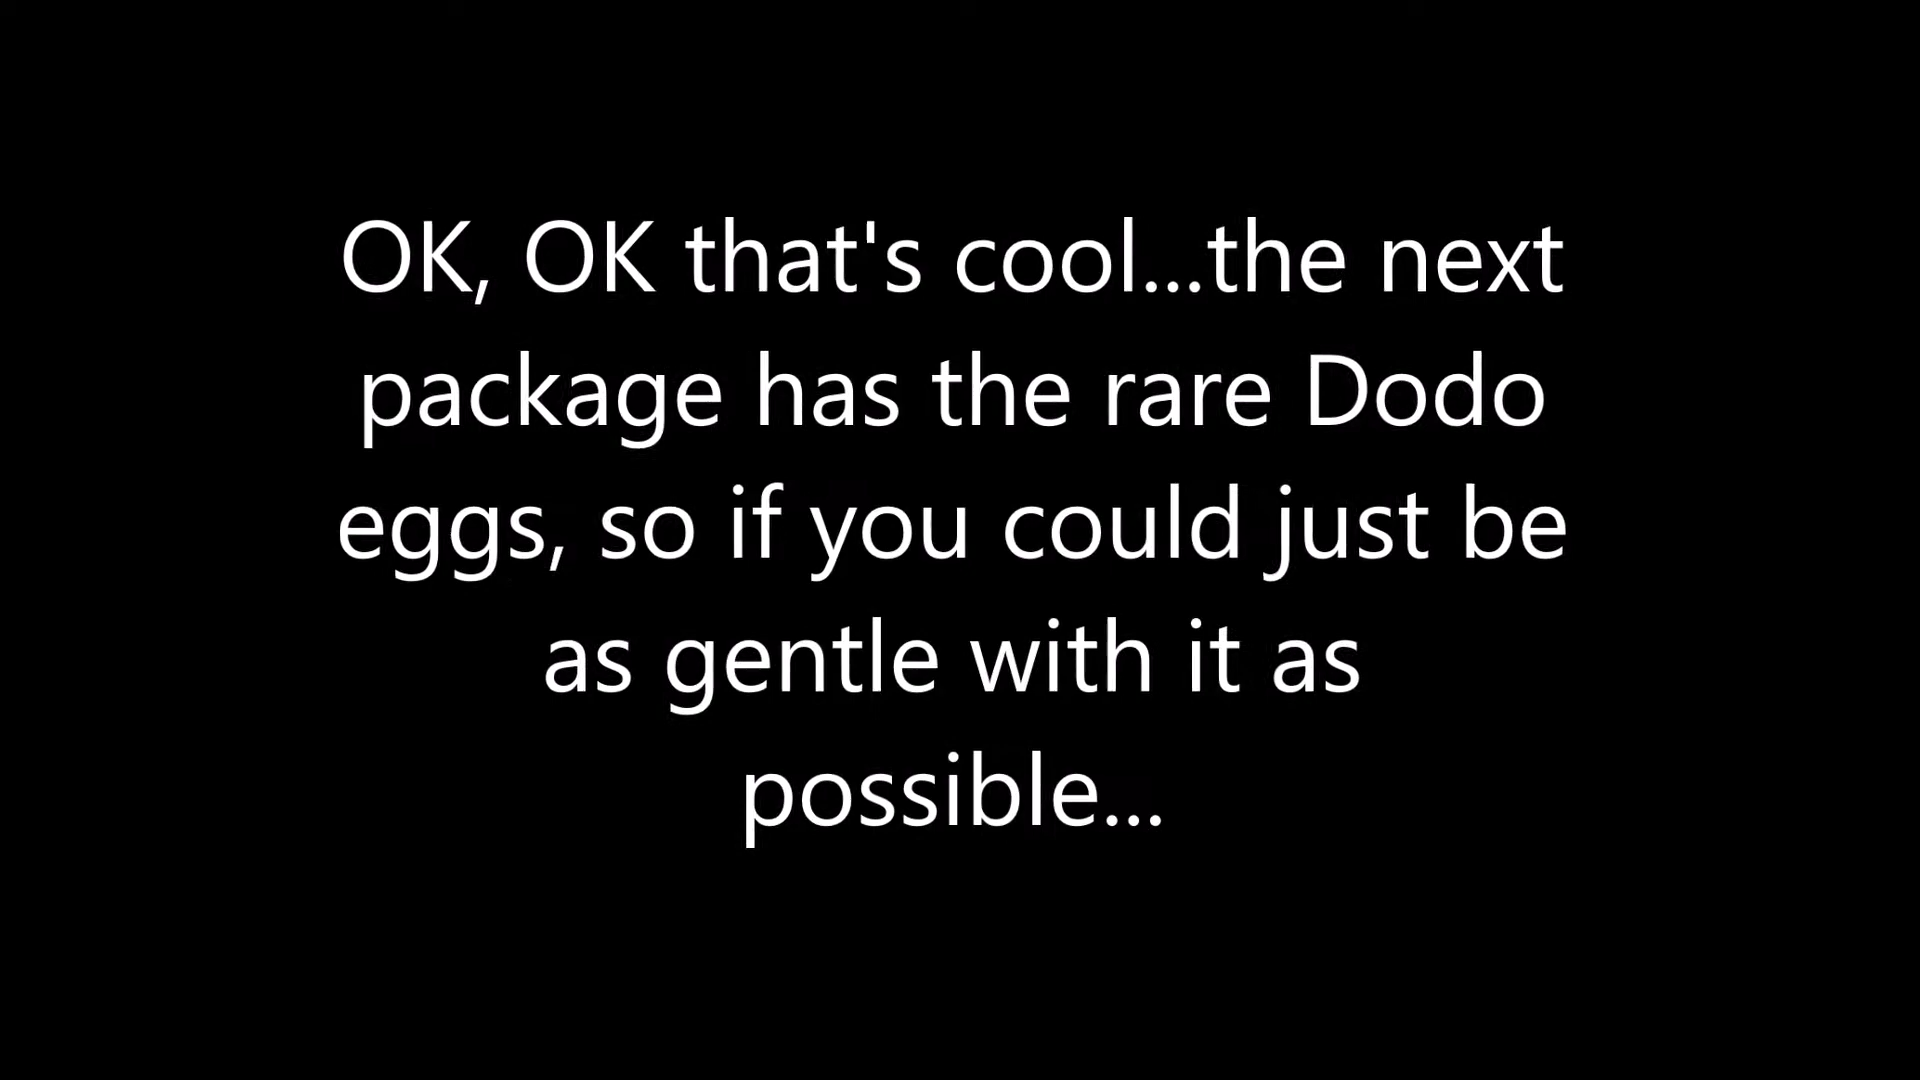 OK, OK that's cool...the next
package has the rare Dodo
eggs, so if you could just be
as gentle with it as
possible...